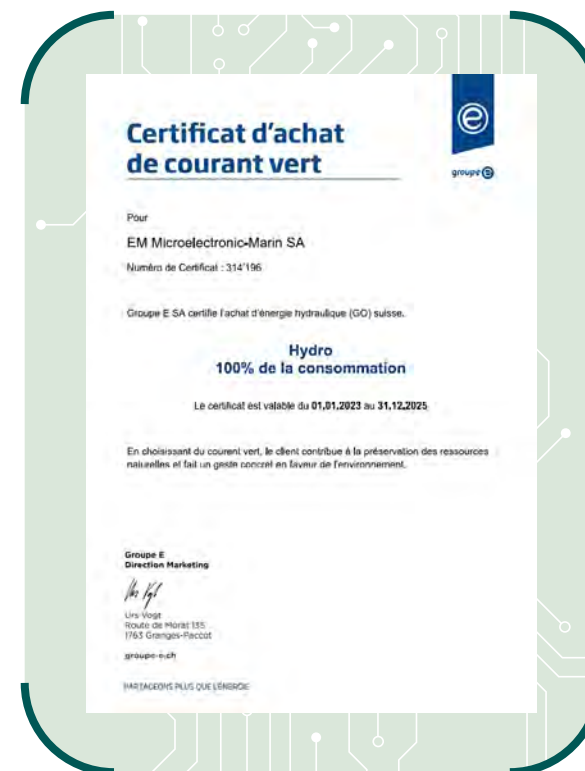 Certificat d'achat
de courant vert
e
groupe e
Pour
EM Microelectronic-Marin SA
Numéro de Certificat : 314'196
Groupe E SA certifie l'achat d'énergie hydraulique (GO) suisse.
Hydro
100% de la consommation
Le certificat est valable du 01.01.2023 au 31.12.2025
En choisissant du courant vert, le client contribue à la préservation des ressources
naturelles et fait un geste concret en faveur de l'environnement.
Groupe E
Direction Marketing
Urs Vogt
Route de Morat 135
1763 Granges-Paccot
groupe-e.ch
PARTAGEONS PLUS QUE L'ÉNERGIE